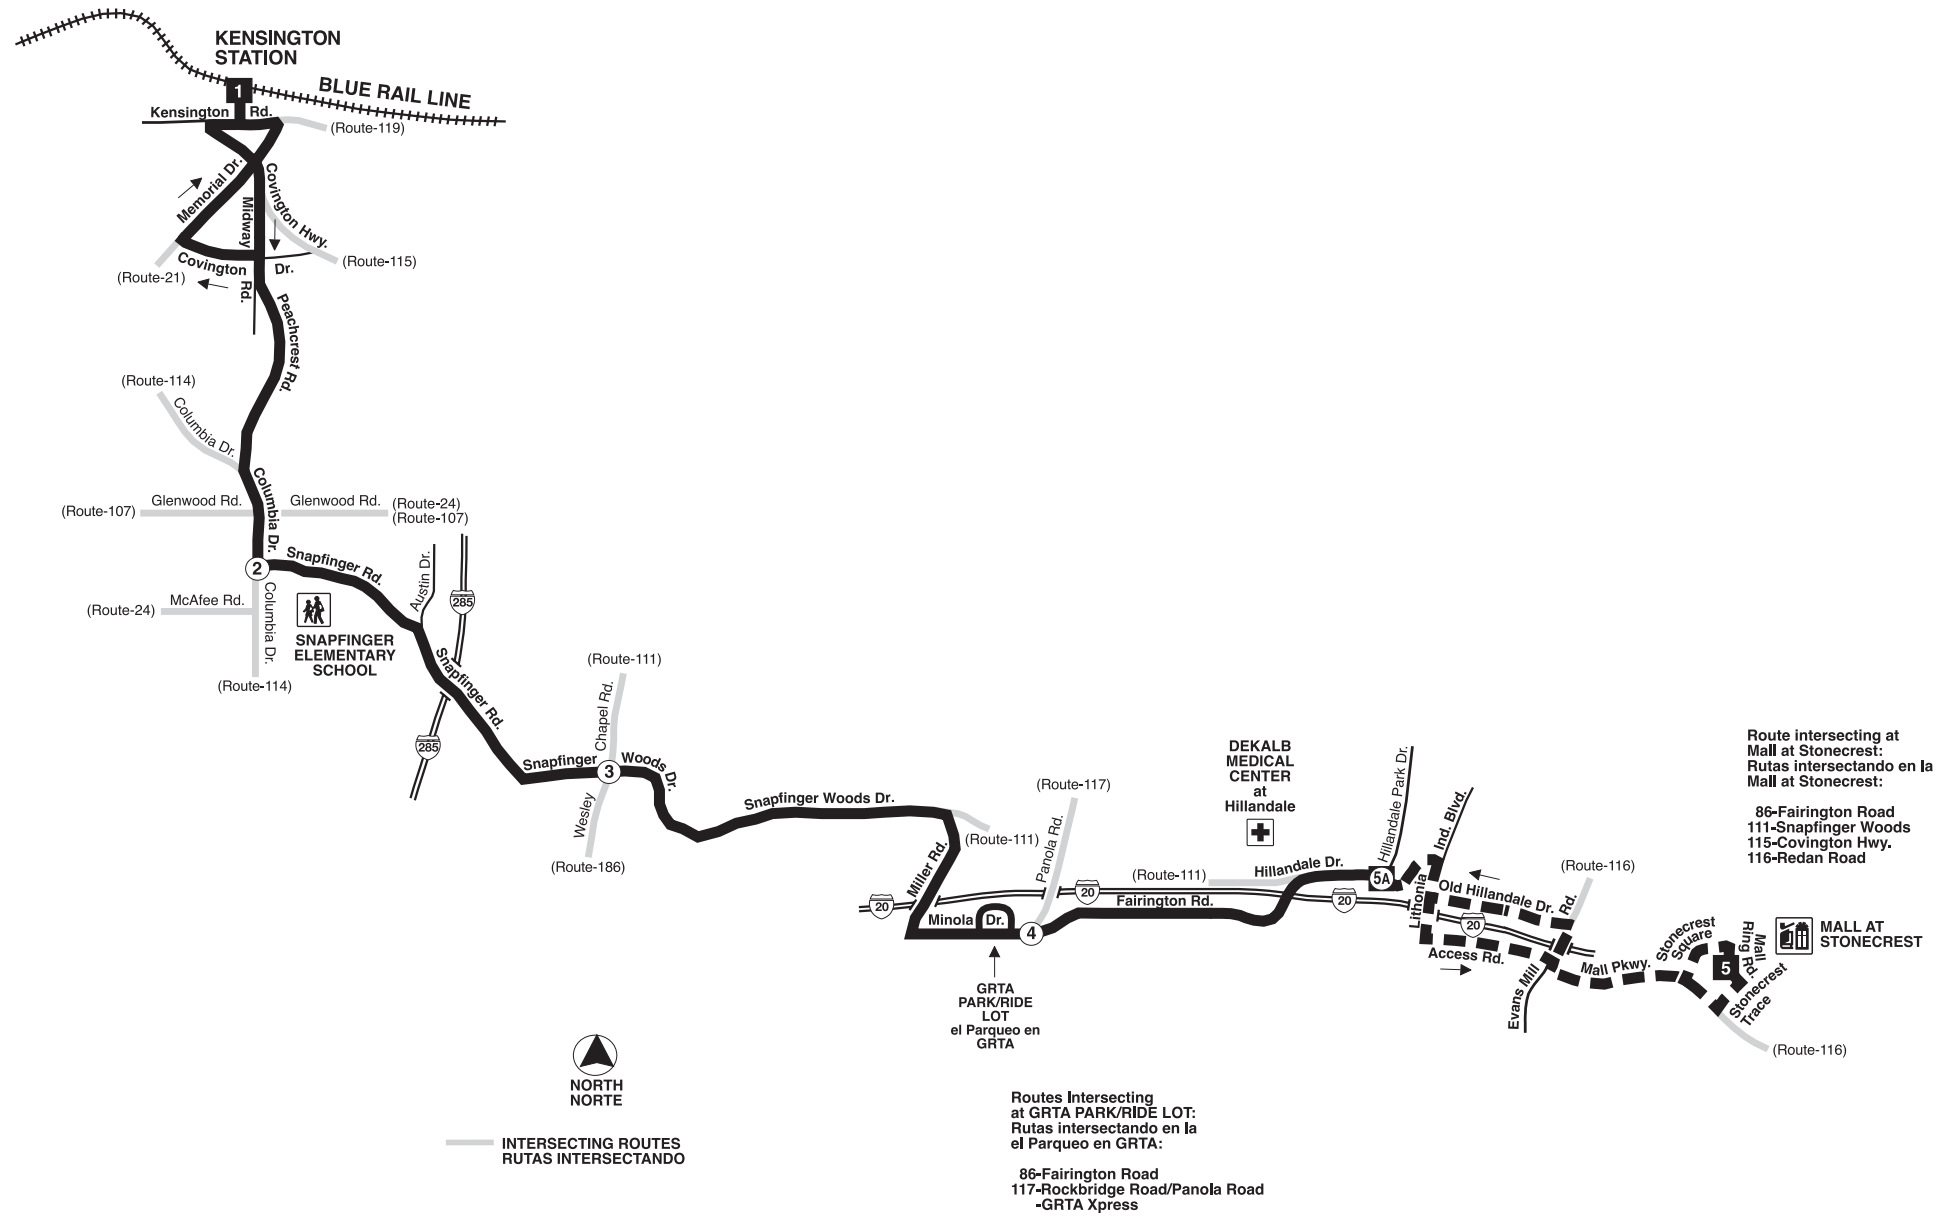 KENSINGTON
STATION
1
BLUE RAIL LINE
Kensington Rd.
(Route-119)
Memorial Dr.
Covington Hwy.
Midway
(Route-115)
Covington Dr.
(Route-21)
Rd.
Peachcrest Rd.
(Route-114)
Columbia Dr.
Columbia Dr.
Glenwood Rd.
Glenwood Rd.
(Route-24)
(Route-107)
(Route-107)
2
Snapfinger Rd.
Austin Dr.
285
McAfee Rd.
(Route-24)
Columbia Dr.
SNAPFINGER
ELEMENTARY
SCHOOL
(Route-114)
Snapfinger Rd.
285
(Route-111)
Chapel Rd.
Snapfinger
3
Woods Dr.
Wesley
(Route-186)
Snapfinger Woods Dr.
(Route-111)
Miller Rd.
20
Minola Dr.
4
(Route-117)
Panola Rd.
20
Fairington Rd.
GRTA
PARK/RIDE
LOT
el Parqueo en
GRTA
DEKALB
MEDICAL
CENTER
at
Hillandale
(Route-111)
Hillandale Dr.
5A
Hillandale Park Dr.
20
Ind. Blvd.
Lithonia
Old Hillandale Dr.
(Route-116)
Rd.
20
Access Rd.
Evans Mill
Mall Pkwy.
Stonecrest
Square
Mall
Ring Rd.
5
Stonecrest
Trace
(Route-116)
MALL AT
STONECREST
Route intersecting at
Mall at Stonecrest:
Rutas intersectando en la
Mall at Stonecrest:
86-Fairington Road
111-Snapfinger Woods
115-Covington Hwy.
116-Redan Road
NORTH
NORTE
INTERSECTING ROUTES
RUTAS INTERSECTANDO
Routes Intersecting
at GRTA PARK/RIDE LOT:
Rutas intersectando en la
el Parqueo en GRTA:
86-Fairington Road
117-Rockbridge Road/Panola Road
-GRTA Xpress